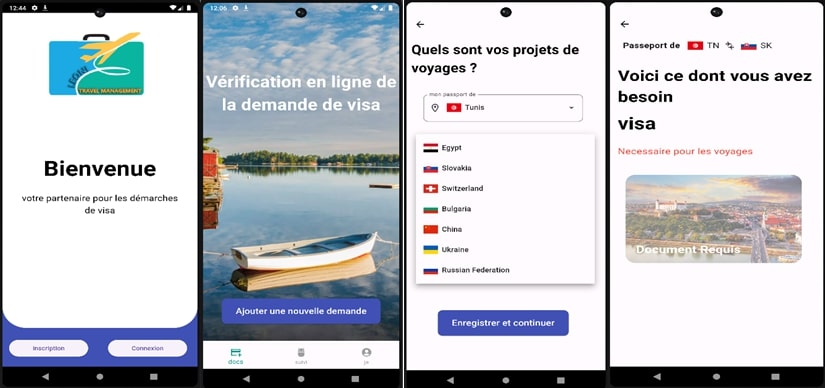 12:44
LEGEN
TRAVEL MANAGEMENT
Bienvenue
votre partenaire pour les démarches
de visa
Inscription
Connexion
12:06
Vérification en ligne de
la demande de visa
Ajouter une nouvelle demande
docs
suivi
je
Quels sont vos projets de
voyages ?
mon passport de
Tunis
Egypt
Slovakia
Switzerland
Bulgaria
China
Ukraine
Russian Federation
Enregistrer et continuer
Passeport de TN SK
Voici ce dont vous avez
besoin
visa
Necessaire pour les voyages
Document Requis